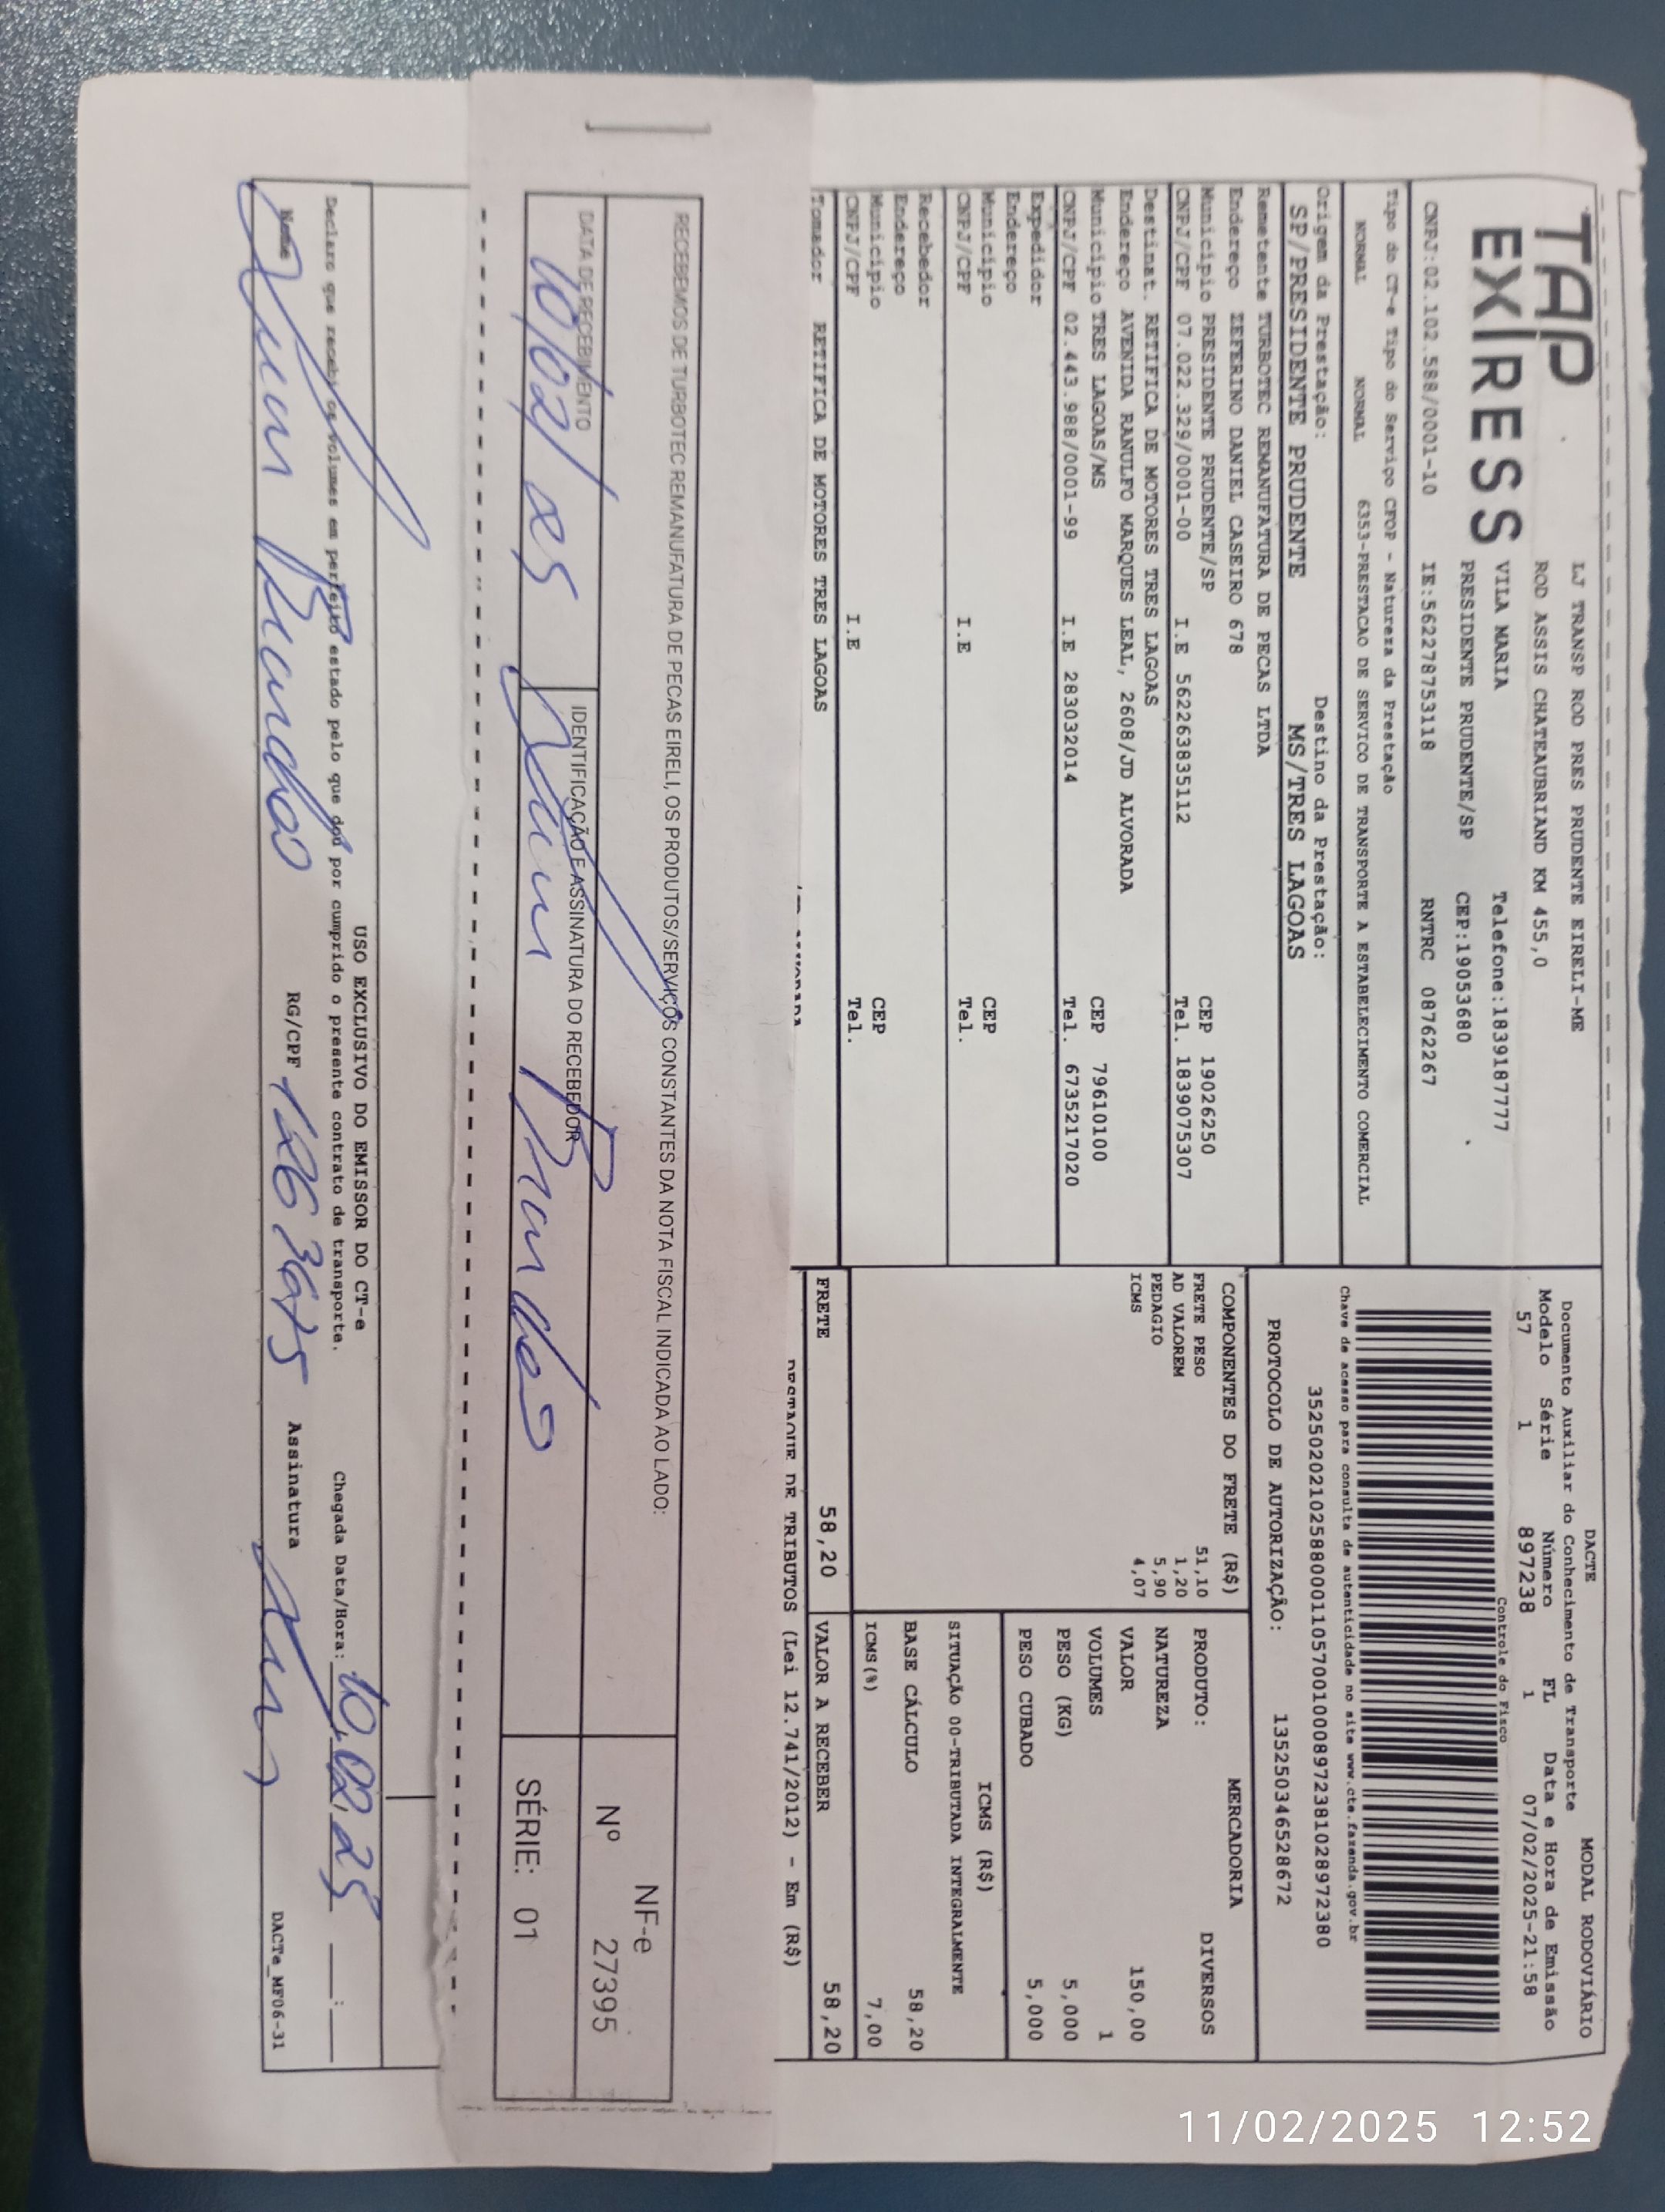 TAP
EX|RESS
LJ TRANSP ROD PRES PRUDENTE EIRELI-ME
ROD ASSIS CHATEAUBRIAND KM 455,0
VILA MARIA Telefone:1839187777
PRESIDENTE PRUDENTE/SP CEP:19053680
CNPJ:02.102.588/0001-10 IE:562278753118 RNTRC 08762267
Tipo do CT-e Tipo do Serviço CFOP - Natureza da Prestação
NORMAL NORMAL 6353-PRESTACAO DE SERVICO DE TRANSPORTE A ESTABELECIMENTO COMERCIAL
Origem da Prestação: Destino da Prestação:
SP/PRESIDENTE PRUDENTE MS/TRES LAGOAS
Remetente TURBOTEC REMANUFATURA DE PECAS LTDA
Endereço ZEFERINO DANIEL CASEIRO 678
Municipio PRESIDENTE PRUDENTE/SP CEP 19026250
CNPJ/CPF 07.022.329/0001-00 I.E 562263835112 Tel. 1839075307
Destinat. RETIFICA DE MOTORES TRES LAGOAS
Endereço AVENIDA RANULFO MARQUES LEAL, 2608/JD ALVORADA
Municipio TRES LAGOAS/MS CEP 79610100
CNPJ/CPF 02.443.988/0001-99 I.E 283032014 Tel. 6735217020
Expedidor
Endereço
Municipio CEP
CNPJ/CPF I.E Tel.
Recebedor
Endereço
Municipio CEP
CNPJ/CPF I.E Tel.
Tomador RETIFICA DE MOTORES TRES LAGOAS
DACTE MODAL RODOVIÁRIO
Documento Auxiliar do Conhecimento de Transporte
Modelo Série Número FL Data e Hora de Emissão
57 1 897238 1 07/02/2025-21:58
Controle do Fisco
Chave de acesso para consulta de autenticidade no site www.cte.fazenda.gov.br
35250202102588000110570010008972381028972380
PROTOCOLO DE AUTORIZAÇÃO: 135250346528672
COMPONENTES DO FRETE (R$)
FRETE PESO 51,10
AD VALOREM 1,20
PEDAGIO 5,90
ICMS 4,07
MERCADORIA
PRODUTO: DIVERSOS
NATUREZA
VALOR 150,00
VOLUMES 1
PESO (KG) 5,000
PESO CUBADO 5,000
ICMS (R$)
SITUAÇÃO 00-TRIBUTADA INTEGRALMENTE
BASE CÁLCULO 58,20
ICMS(%) 7,00
FRETE 58,20 VALOR A RECEBER 58,20
DESTAQUE DE TRIBUTOS (Lei 12.741/2012) - Em (R$)
RECEBEMOS DE TURBOTEC REMANUFATURA DE PECAS EIRELI, OS PRODUTOS/SERVIÇOS CONSTANTES DA NOTA FISCAL INDICADA AO LADO:
DATA DE RECEBIMENTO
10/02/25
IDENTIFICAÇÃO E ASSINATURA DO RECEBEDOR
NF-e
Nº 27395
SÉRIE: 01
USO EXCLUSIVO DO EMISSOR DO CT-e
Declaro que recebi os volumes em perfeito estado pelo que dou por cumprido o presente contrato de transporte. Chegada Data/Hora: 10,02,25 __:__
Nome RG/CPF Assinatura
DACTe_MF06-31
11/02/2025 12:52